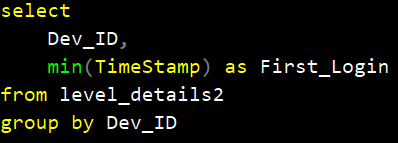 select
    Dev_ID,
    min(TimeStamp) as First_Login
from level_details2
group by Dev_ID